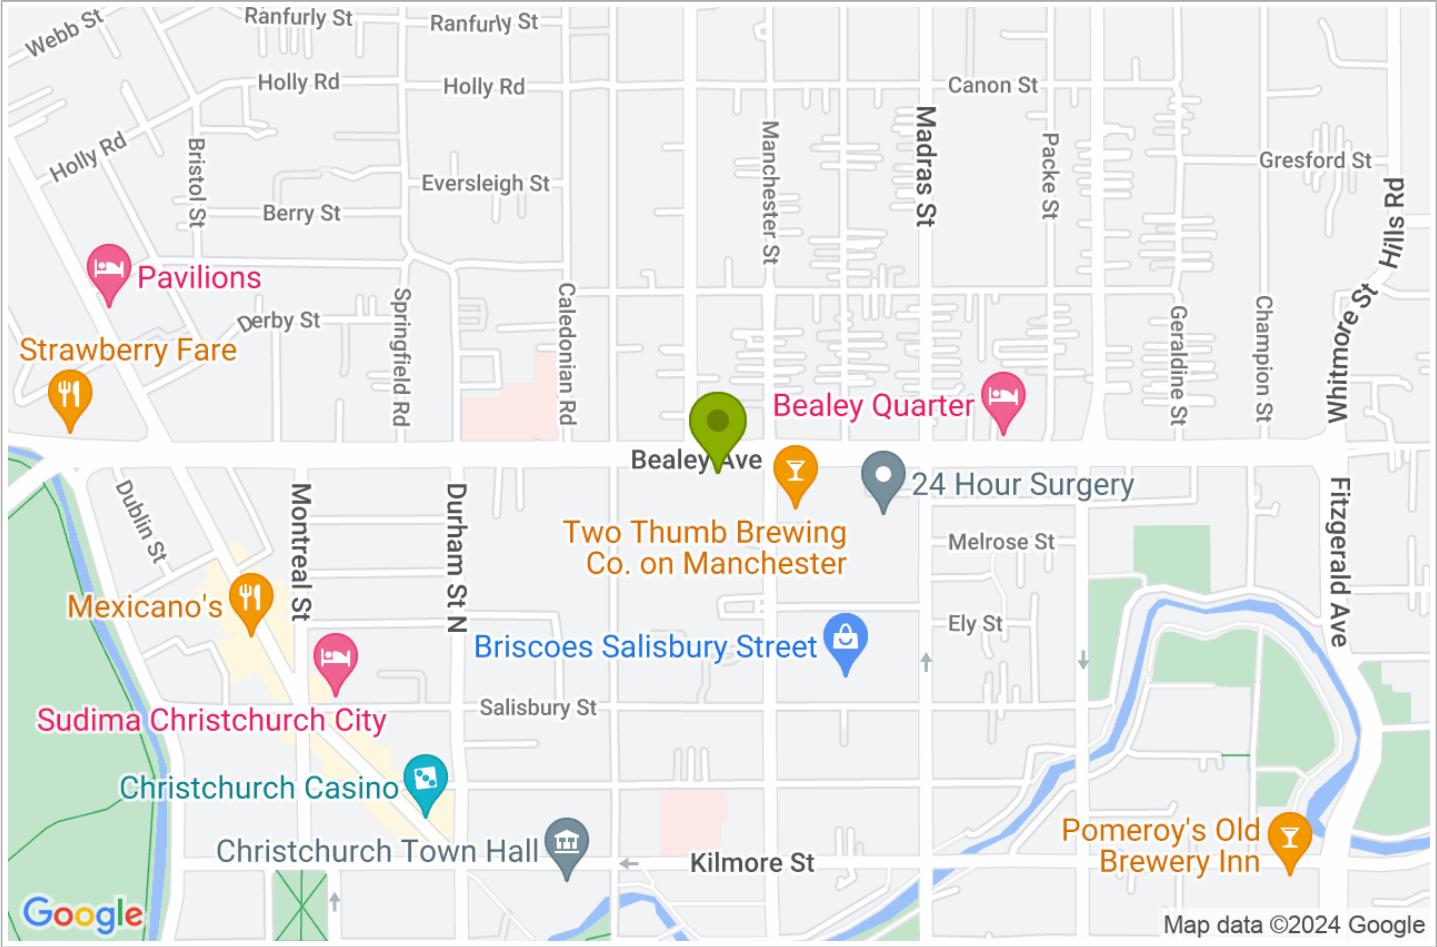 Webb St
Ranfurly St
Ranfurly St
Holly Rd
Holly Rd
Canon St
Holly Rd
Bristol St
Manchester St
Madras St
Packe St
Gresford St
Eversleigh St
Berry St
Hills Rd
Pavilions
Derby St
Springfield Rd
Caledonian Rd
Geraldine St
Champion St
Whitmore St
Strawberry Fare
Bealey Quarter
Bealey Ave
24 Hour Surgery
Dublin St
Montreal St
Durham St N
Two Thumb Brewing
Co. on Manchester
Melrose St
Fitzgerald Ave
Mexicano's
Ely St
Briscoes Salisbury Street
Salisbury St
Sudima Christchurch City
Christchurch Casino
Christchurch Town Hall
Kilmore St
Pomeroy's Old
Brewery Inn
Google
Map data ©2024 Google